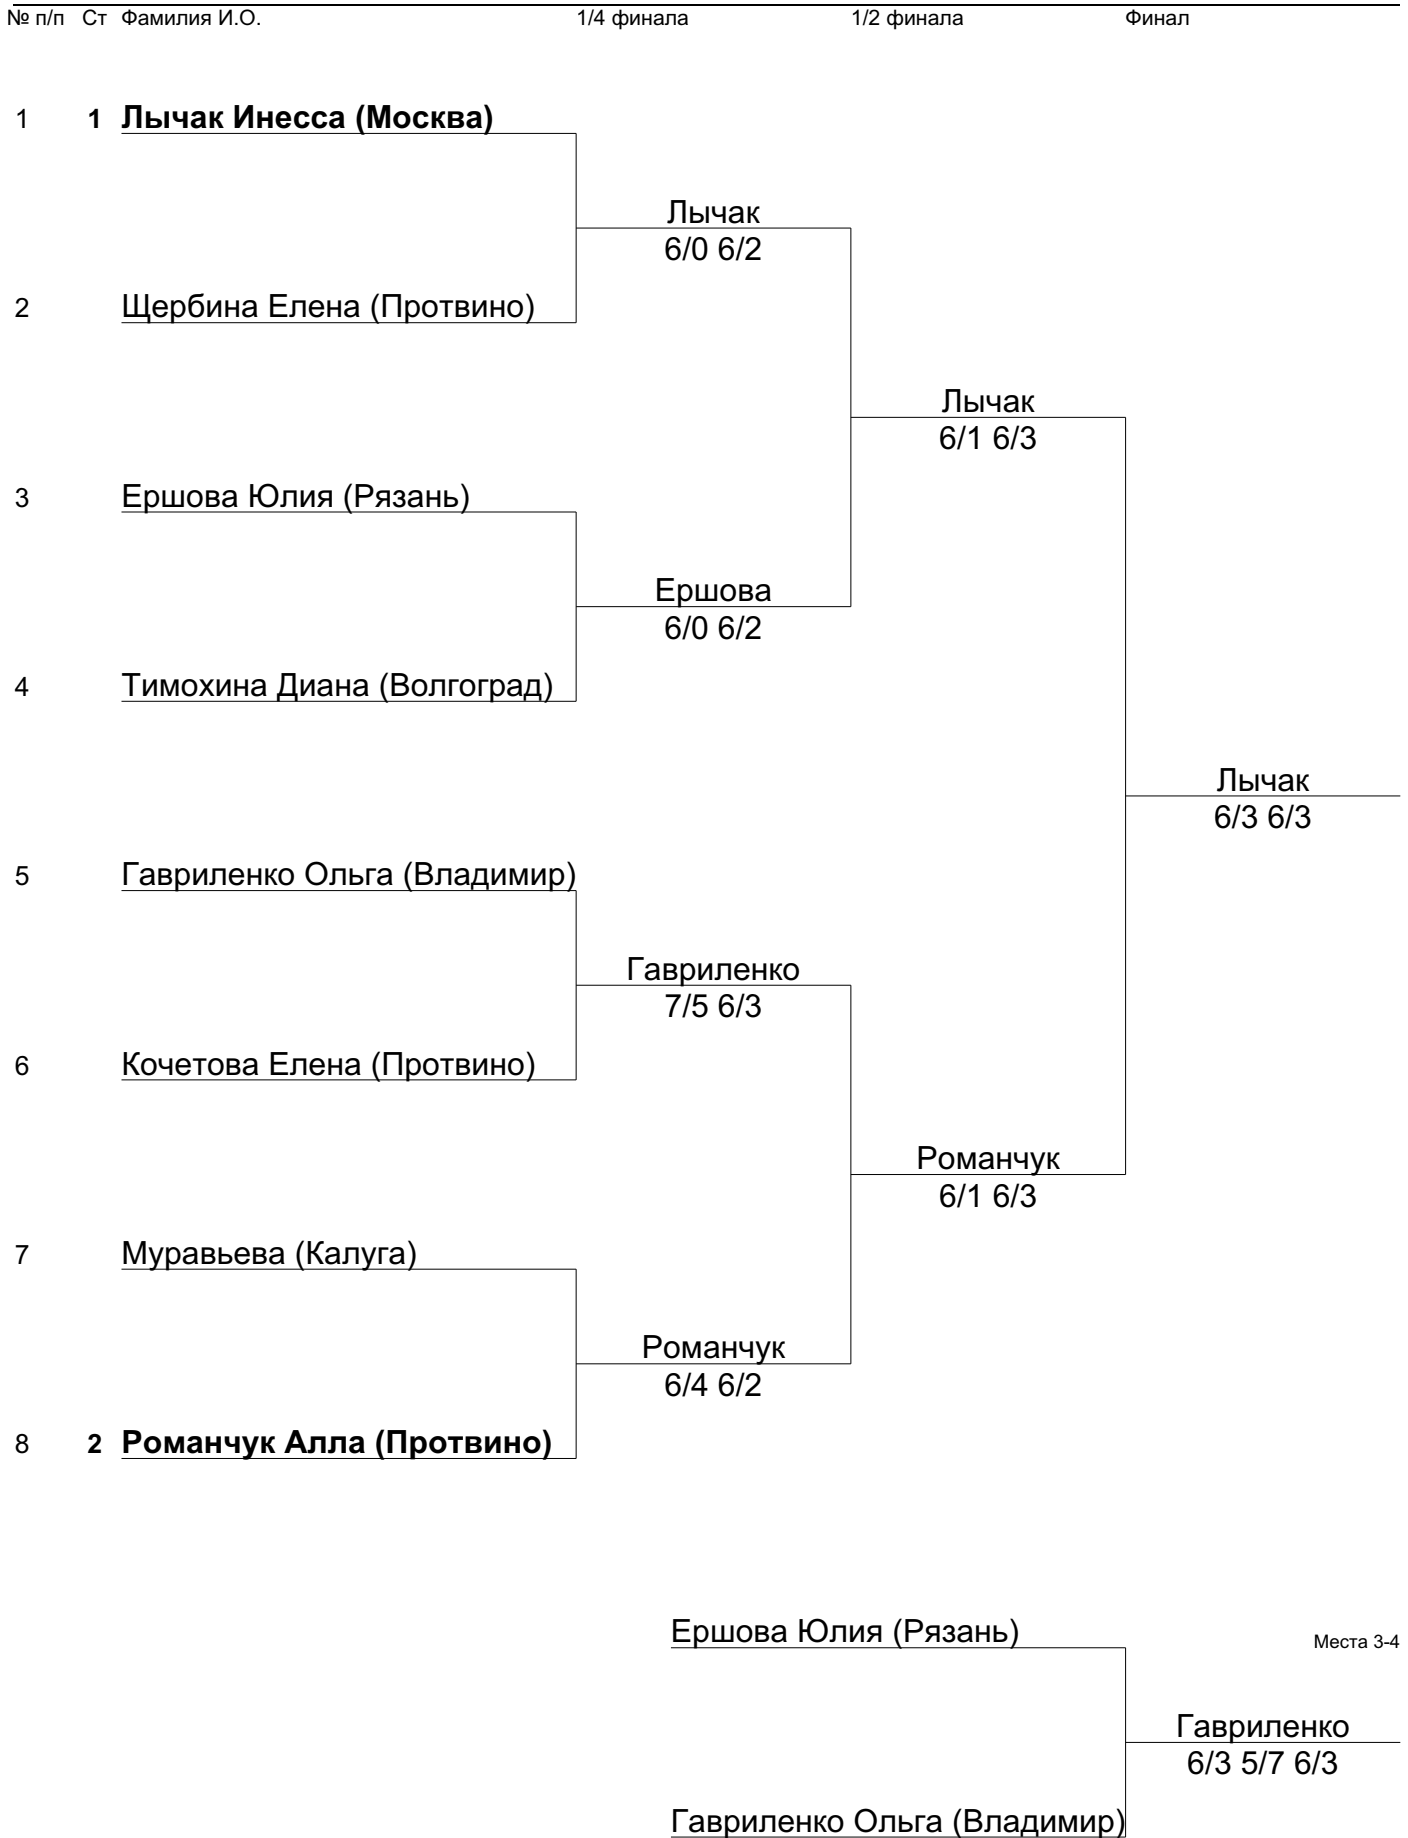 № п/п Ст Фамилия И.О. 1/4 финала 1/2 финала Финал
1 1 Лычак Инесса (Москва)
Лычак
6/0 6/2
2 Щербина Елена (Протвино)
Лычак
6/1 6/3
3 Ершова Юлия (Рязань)
Ершова
6/0 6/2
4 Тимохина Диана (Волгоград)
Лычак
6/3 6/3
5 Гавриленко Ольга (Владимир)
Гавриленко
7/5 6/3
6 Кочетова Елена (Протвино)
Романчук
6/1 6/3
7 Муравьева (Калуга)
Романчук
6/4 6/2
8 2 Романчук Алла (Протвино)
Ершова Юлия (Рязань) Места 3-4
Гавриленко
6/3 5/7 6/3
Гавриленко Ольга (Владимир)